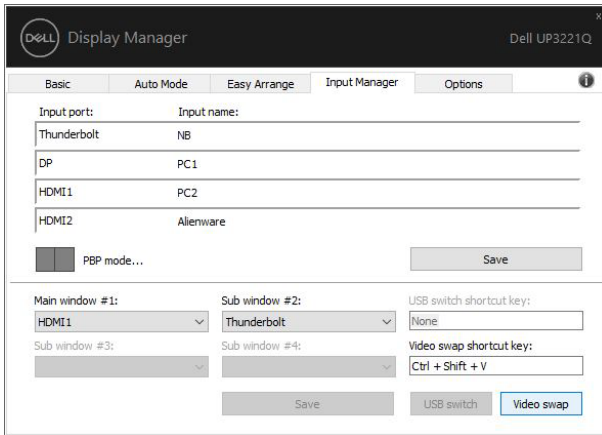 x
DELL Display Manager Dell UP3221Q
Basic Auto Mode Easy Arrange Input Manager Options i
Input port: Input name:
Thunderbolt NB
DP PC1
HDMI1 PC2
HDMI2 Alienware
PBP mode... Save
Main window #1: Sub window #2: USB switch shortcut key:
HDMI1 Thunderbolt None
Sub window #3: Sub window #4: Video swap shortcut key:
Ctrl + Shift + V
Save USB switch Video swap